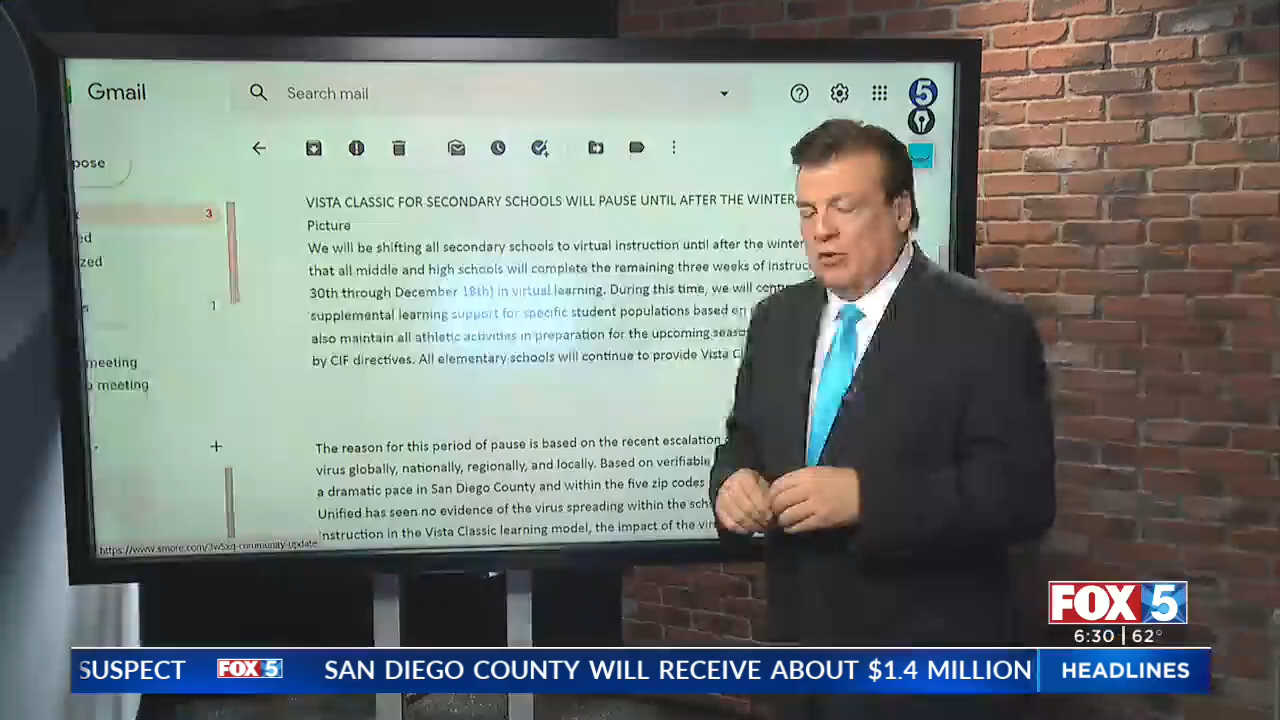 Gmail
Search mail
5
pose
3
ed
zed
1
meeting
meeting
+
VISTA CLASSIC FOR SECONDARY SCHOOLS WILL PAUSE UNTIL AFTER THE WINTER
Picture
We will be shifting all secondary schools to virtual instruction until after the winter
that all middle and high schools will complete the remaining three weeks of instruc
30th through December 18th) in virtual learning. During this time, we will
supplemental learning support for specific student populations based on
also maintain all athletic activities in preparation for the upcoming seaso
by CIF directives. All elementary schools will continue to provide Vista C
The reason for this period of pause is based on the recent escalation
virus globally, nationally, regionally, and locally. Based on verifiable
a dramatic pace in San Diego County and within the five zip codes
Unified has seen no evidence of the virus spreading within the sch
instruction in the Vista Classic learning model, the impact of the vir
https://www.smore.com/3w5xq-community-update
FOX 5
6:30 | 62°
SUSPECT FOX 5 SAN DIEGO COUNTY WILL RECEIVE ABOUT $1.4 MILLION HEADLINES